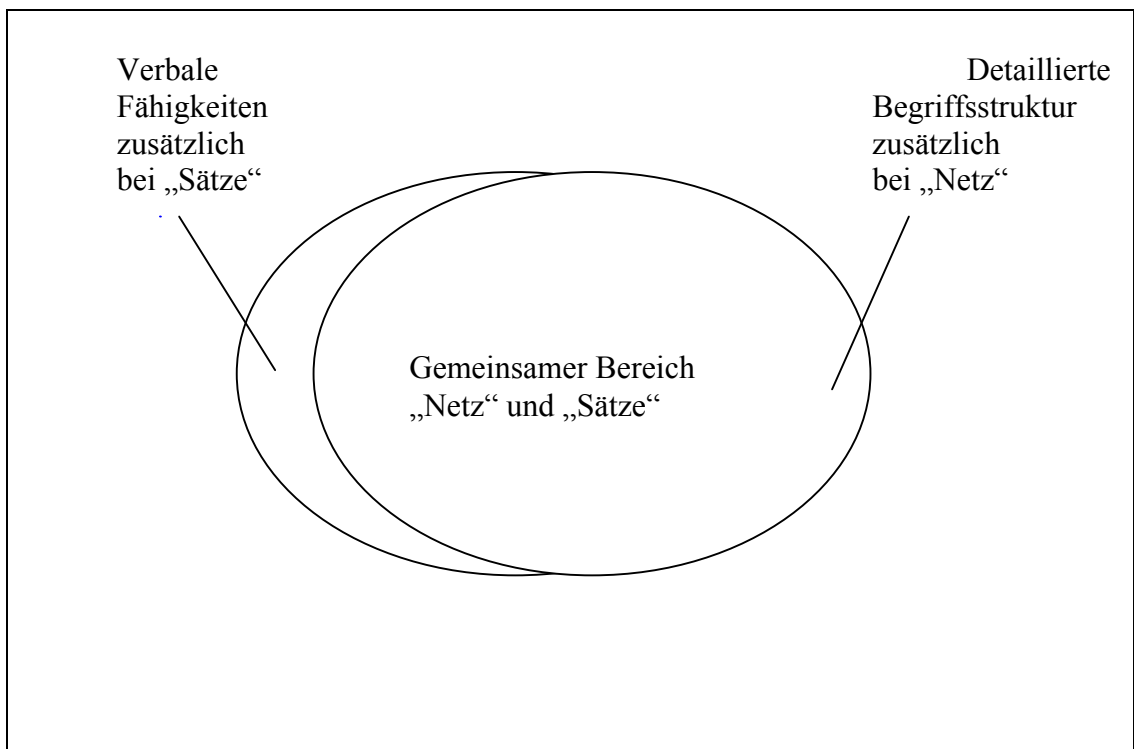 Verbale
Fähigkeiten
zusätzlich
bei „Sätze“
Detaillierte
Begriffsstruktur
zusätzlich
bei „Netz“
Gemeinsamer Bereich
„Netz“ und „Sätze“